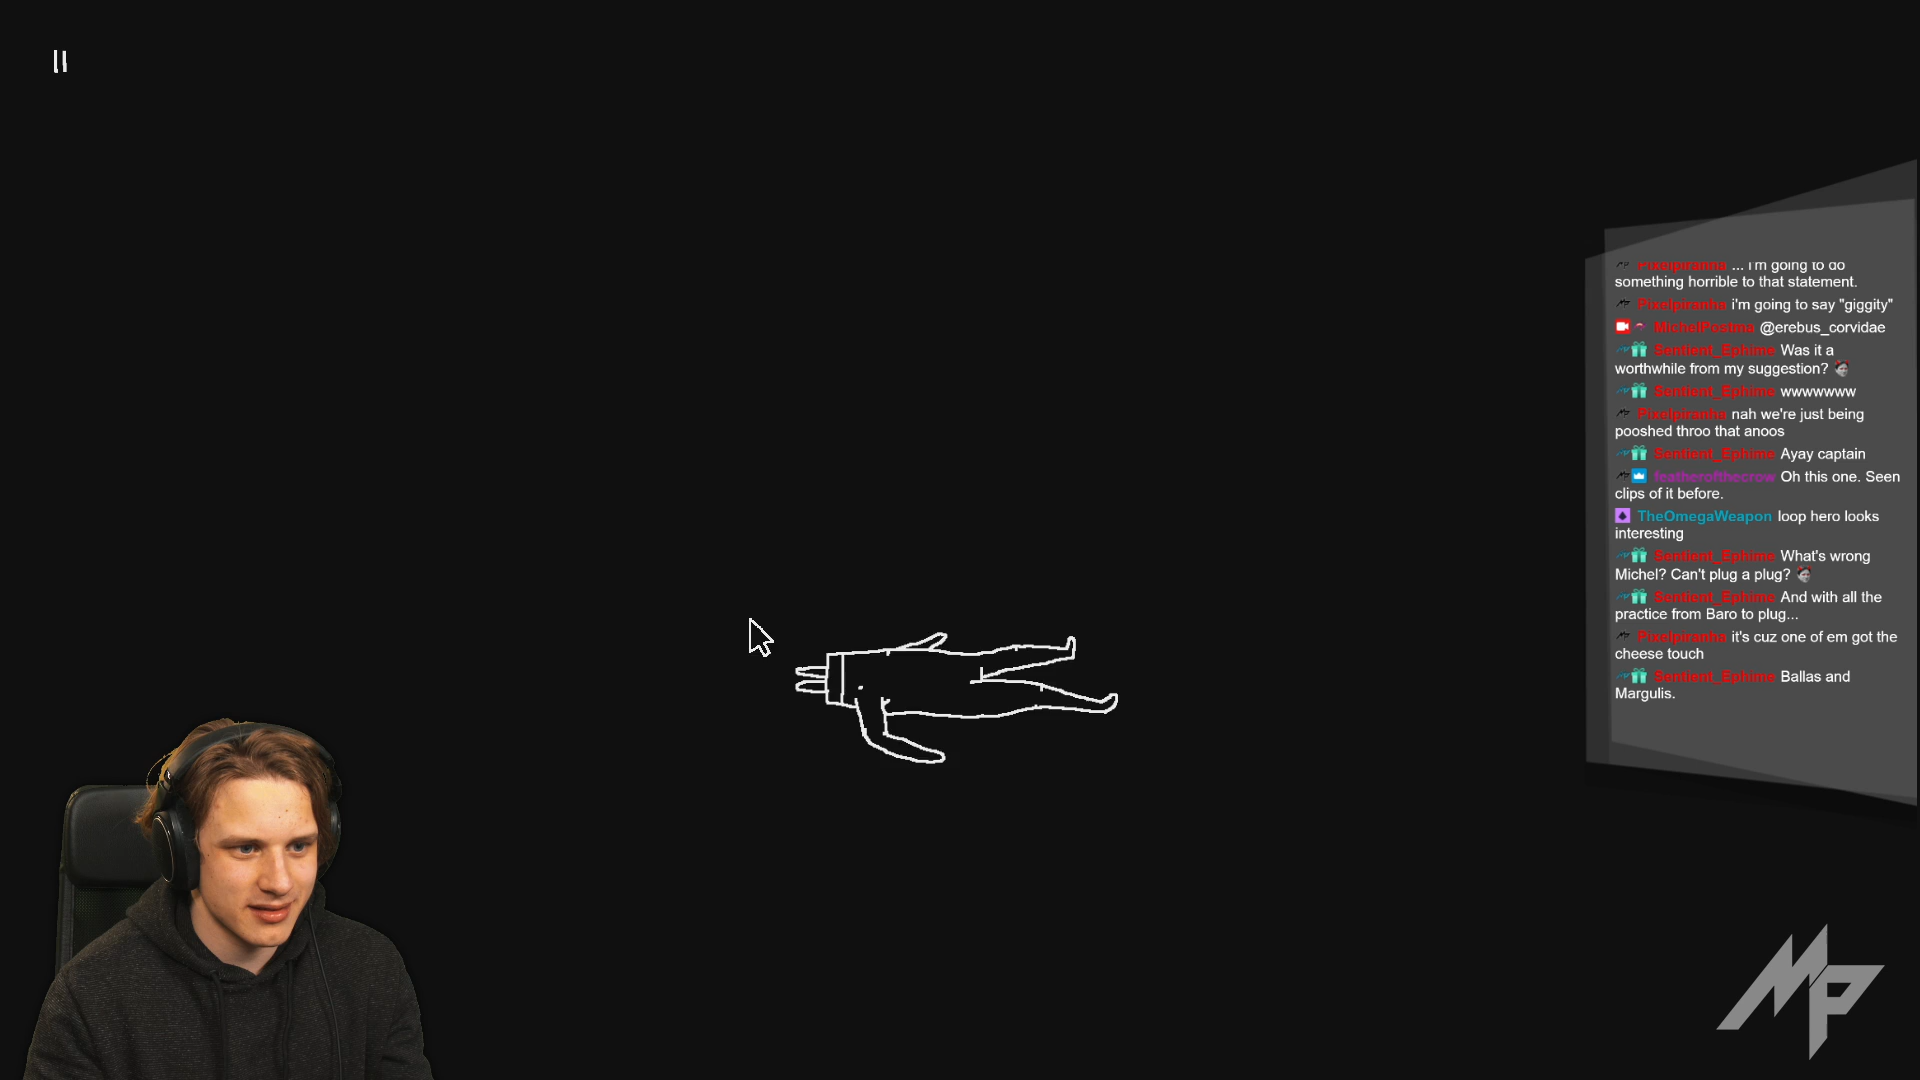 Pixelpiranha ... i'm going to do
something horrible to that statement.
Pixelpiranha i'm going to say "giggity"
MichelPostma @erebus_corvidae
Sentient_Ephime Was it a
worthwhile from my suggestion?
Sentient_Ephime wwwwwww
Pixelpiranha nah we're just being
pooshed throo that anoos
Sentient_Ephime Ayay captain
featherofthecrow Oh this one. Seen
clips of it before.
TheOmegaWeapon loop hero looks
interesting
Sentient_Ephime What's wrong
Michel? Can't plug a plug?
Sentient_Ephime And with all the
practice from Baro to plug...
Pixelpiranha it's cuz one of em got the
cheese touch
Sentient_Ephime Ballas and
Margulis.
MP